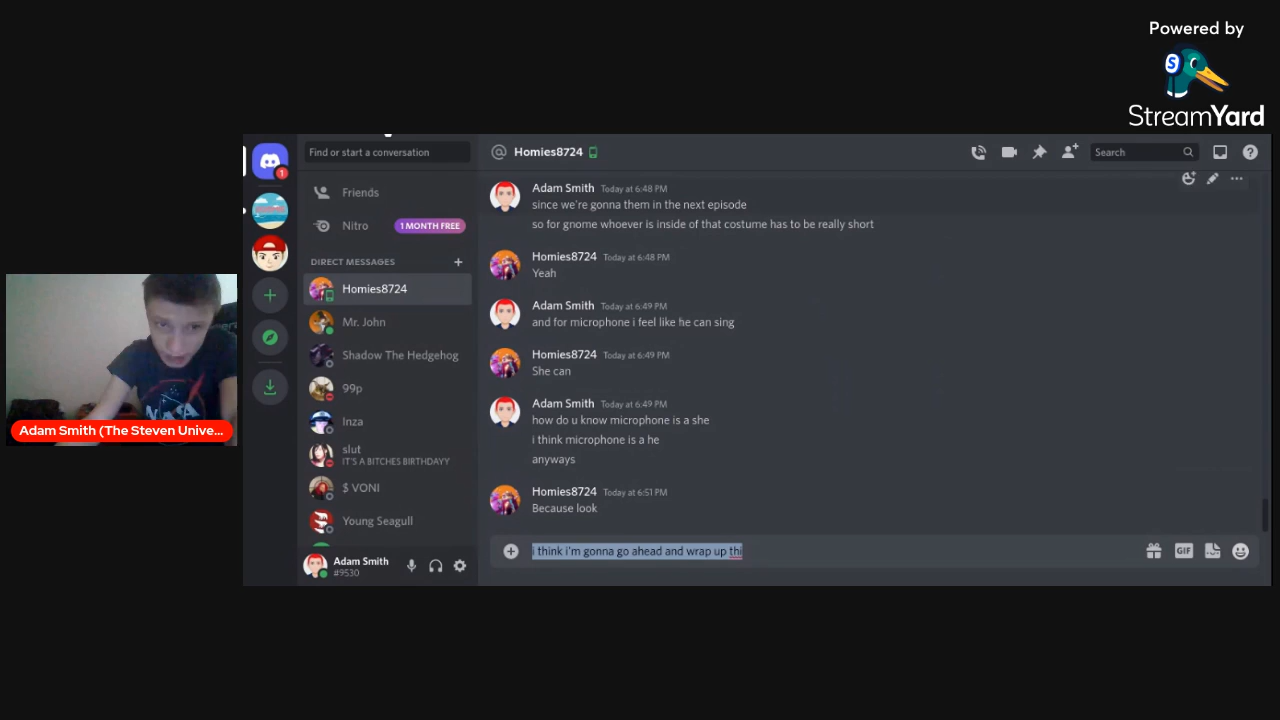 Powered by
S
StreamYard
Find or start a conversation
Homies8724
Search
1
Friends
Nitro
1 MONTH FREE
DIRECT MESSAGES
Homies8724
Mr. John
Shadow The Hedgehog
99p
Inza
slut
IT'S A BITCHES BIRTHDAYY
$ VONI
Young Seagull
Adam Smith
#9530
Adam Smith Today at 6:48 PM
since we're gonna them in the next episode
so for gnome whoever is inside of that costume has to be really short
Homies8724 Today at 6:48 PM
Yeah
Adam Smith Today at 6:49 PM
and for microphone i feel like he can sing
Homies8724 Today at 6:49 PM
She can
Adam Smith Today at 6:49 PM
how do u know microphone is a she
i think microphone is a he
anyways
Homies8724 Today at 6:51 PM
Because look
i think i'm gonna go ahead and wrap up thi
GIF
NASA
Adam Smith (The Steven Unive...